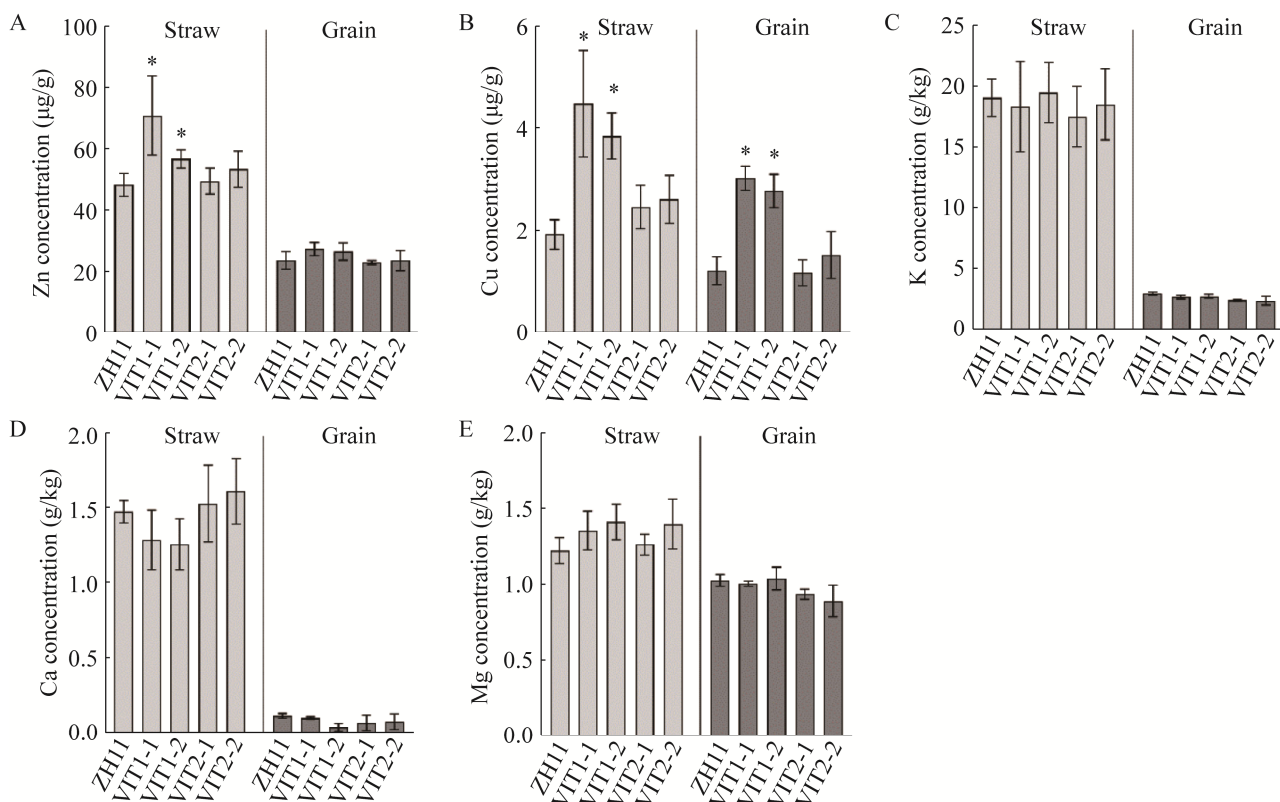 A
Zn concentration (µg/g)
100
80
60
40
20
0
Straw
Grain
*
*
ZH11
VIT1-1
VIT1-2
VIT2-1
VIT2-2
ZH11
VIT1-1
VIT1-2
VIT2-1
VIT2-2
B
Cu concentration (µg/g)
6
4
2
0
Straw
Grain
*
*
*
*
ZH11
VIT1-1
VIT1-2
VIT2-1
VIT2-2
ZH11
VIT1-1
VIT1-2
VIT2-1
VIT2-2
C
K concentration (g/kg)
25
20
15
10
5
0
Straw
Grain
ZH11
VIT1-1
VIT1-2
VIT2-1
VIT2-2
ZH11
VIT1-1
VIT1-2
VIT2-1
VIT2-2
D
Ca concentration (g/kg)
2.0
1.5
1.0
0.5
0.0
Straw
Grain
ZH11
VIT1-1
VIT1-2
VIT2-1
VIT2-2
ZH11
VIT1-1
VIT1-2
VIT2-1
VIT2-2
E
Mg concentration (g/kg)
2.0
1.5
1.0
0.5
0.0
Straw
Grain
ZH11
VIT1-1
VIT1-2
VIT2-1
VIT2-2
ZH11
VIT1-1
VIT1-2
VIT2-1
VIT2-2